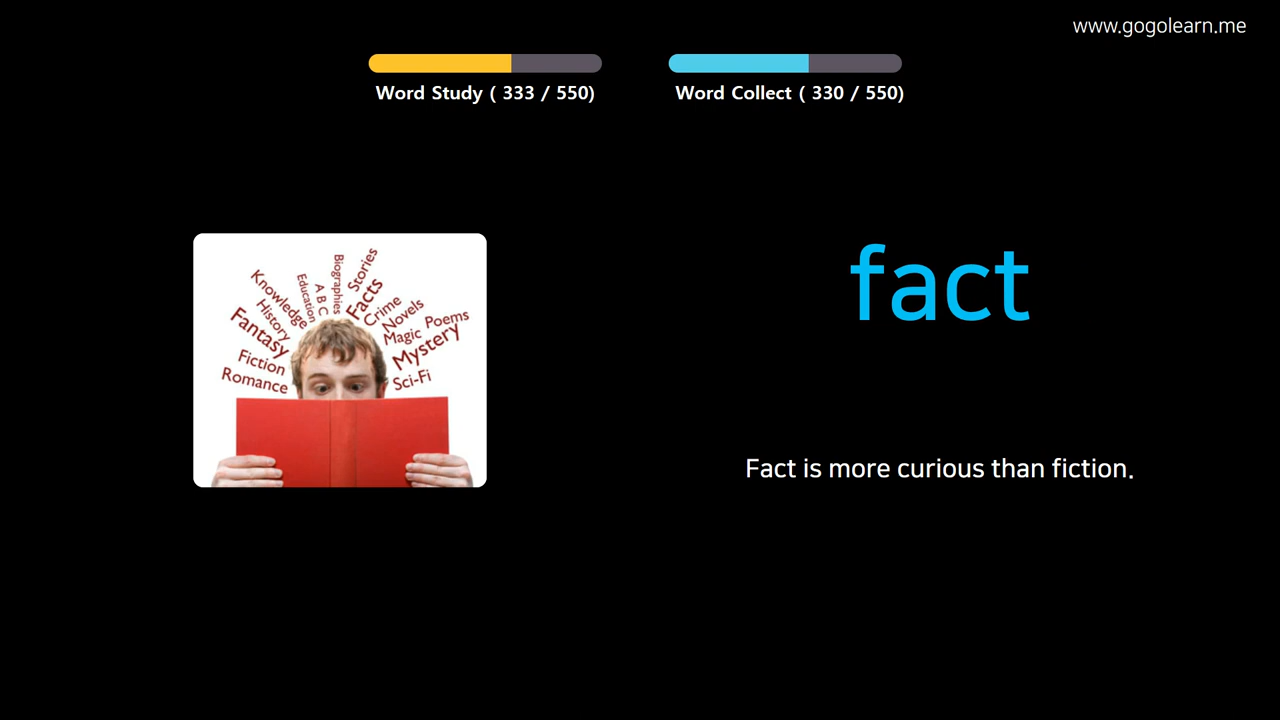 www.gogolearn.me
Word Study ( 333 / 550)
Word Collect ( 330 / 550)
Stories
Biographies
Facts
Education
A B C
Knowledge
Crime
History
Novels
Poems
Fantasy
Magic
Mystery
Fiction
Romance
Sci-Fi
fact
Fact is more curious than fiction.